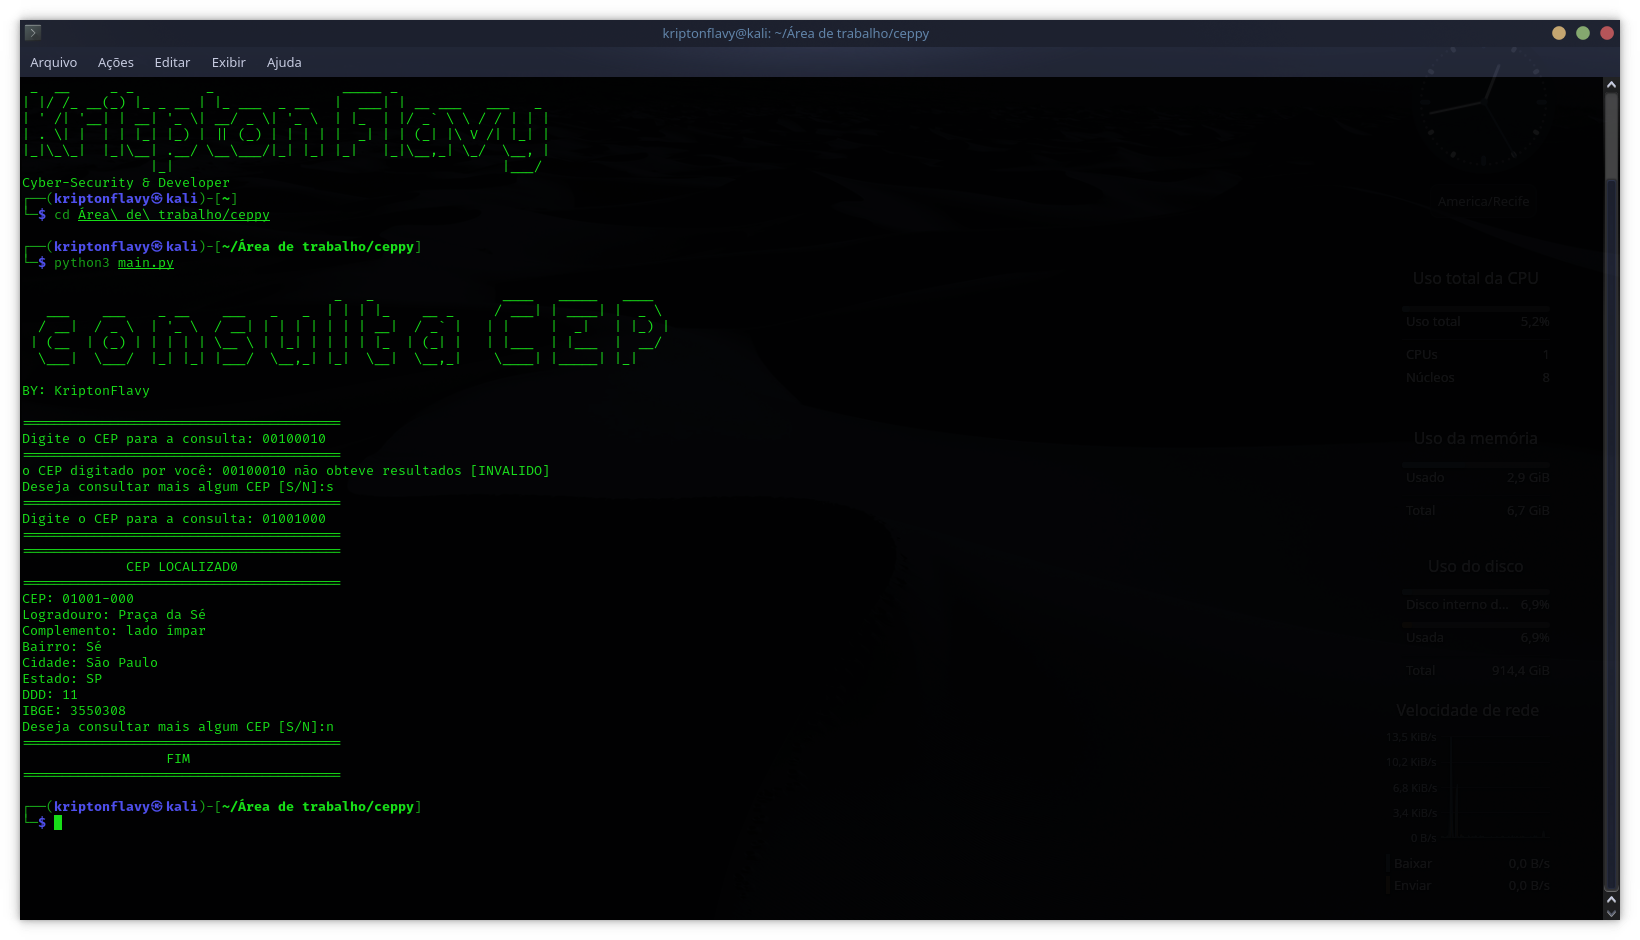 kriptonflavy@kali: ~/Área de trabalho/ceppy
Arquivo Ações Editar Exibir Ajuda
KriptonFlavy
Cyber-Security & Developer
┌──(kriptonflavy㉿kali)-[~]
└─$ cd Área\ de\ trabalho/ceppy
┌──(kriptonflavy㉿kali)-[~/Área de trabalho/ceppy]
└─$ python3 main.py
consulta CEP
BY: KriptonFlavy
========================================
Digite o CEP para a consulta: 00100010
========================================
o CEP digitado por você: 00100010 não obteve resultados [INVALIDO]
Deseja consultar mais algum CEP [S/N]:s
========================================
Digite o CEP para a consulta: 01001000
========================================
========================================
CEP LOCALIZADO
========================================
CEP: 01001-000
Logradouro: Praça da Sé
Complemento: lado ímpar
Bairro: Sé
Cidade: São Paulo
Estado: SP
DDD: 11
IBGE: 3550308
Deseja consultar mais algum CEP [S/N]:n
========================================
FIM
========================================
┌──(kriptonflavy㉿kali)-[~/Área de trabalho/ceppy]
└─$
America/Recife
Uso total da CPU
Uso total 5,2%
CPUs 1
Núcleos 8
Uso da memória
Usado 2,9 GiB
Total 6,7 GiB
Uso do disco
Disco interno d... 6,9%
Usada 6,9%
Total 914,4 GiB
Velocidade de rede
13,5 KiB/s
10,2 KiB/s
6,8 KiB/s
3,4 KiB/s
0 B/s
Baixar 0,0 B/s
Enviar 0,0 B/s